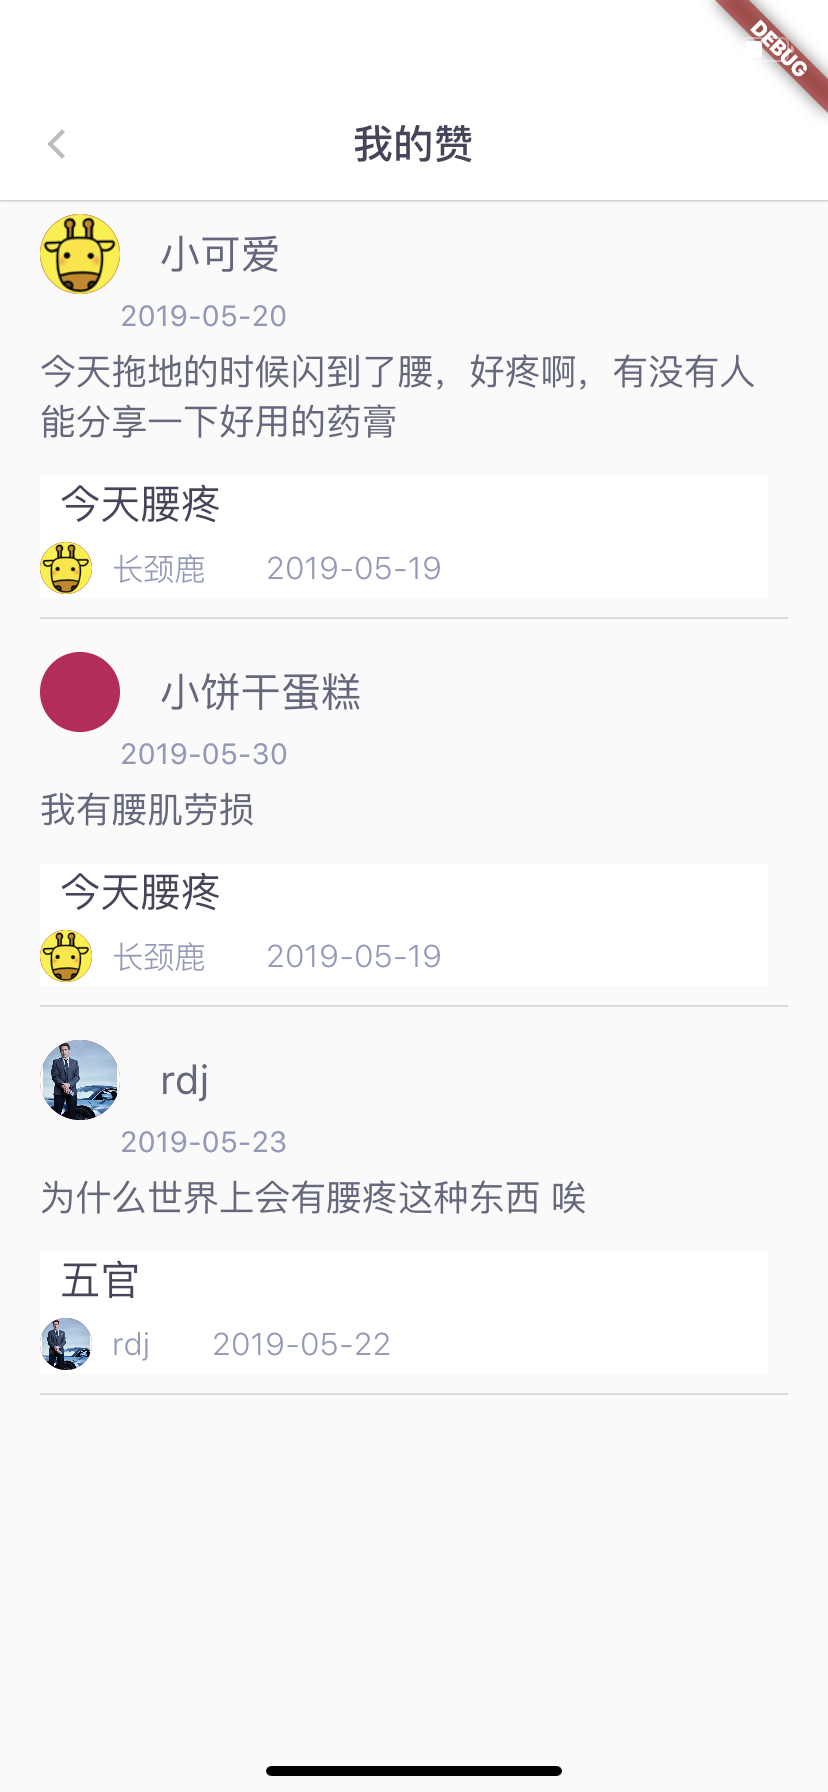 DEBUG
我的赞
小可爱
2019-05-20
今天拖地的时候闪到了腰，好疼啊，有没有人
能分享一下好用的药膏
今天腰疼
长颈鹿 2019-05-19
小饼干蛋糕
2019-05-30
我有腰肌劳损
今天腰疼
长颈鹿 2019-05-19
rdj
2019-05-23
为什么世界上会有腰疼这种东西 唉
五官
rdj 2019-05-22